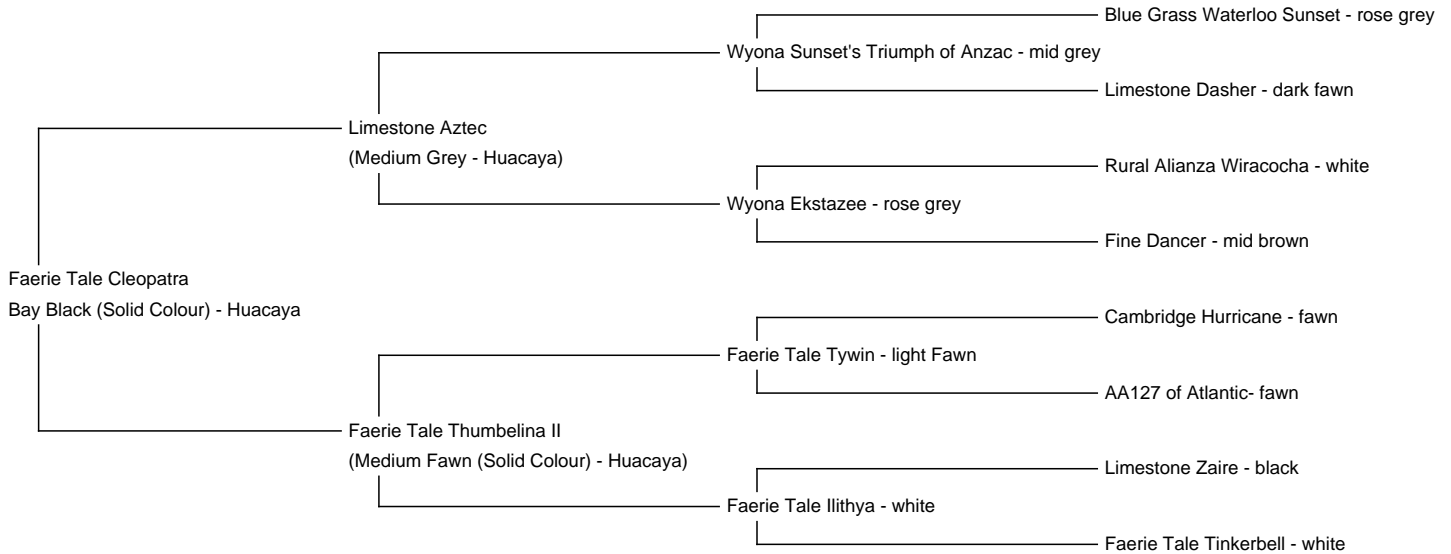 Blue Grass Waterloo Sunset - rose grey
Wyona Sunset's Triumph of Anzac - mid grey
Limestone Dasher - dark fawn
Limestone Aztec
(Medium Grey - Huacaya)
Rural Alianza Wiracocha - white
Wyona Ekstazee - rose grey
Fine Dancer - mid brown
Faerie Tale Cleopatra
Bay Black (Solid Colour) - Huacaya
Cambridge Hurricane - fawn
Faerie Tale Tywin - light Fawn
AA127 of Atlantic- fawn
Faerie Tale Thumbelina II
(Medium Fawn (Solid Colour) - Huacaya)
Limestone Zaire - black
Faerie Tale Ilithya - white
Faerie Tale Tinkerbell - white